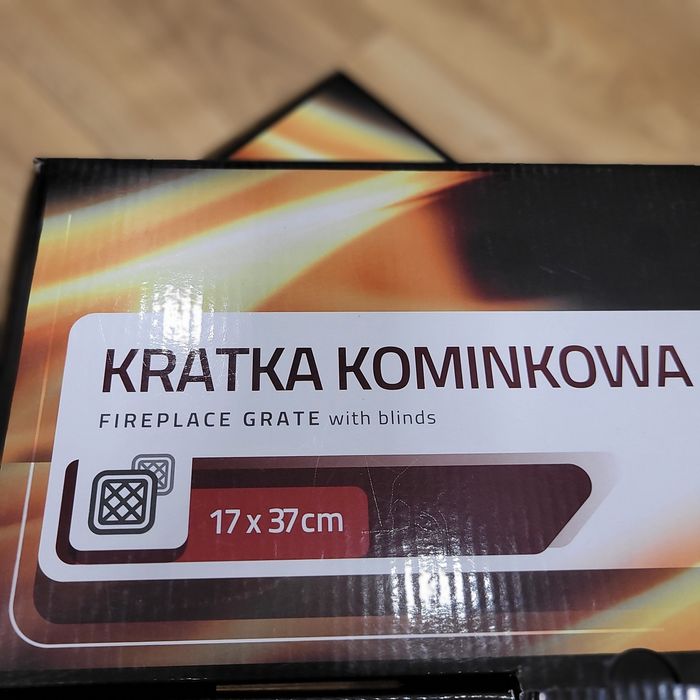 KRATKA KOMINKOWA
FIREPLACE GRATE with blinds
17 x 37cm